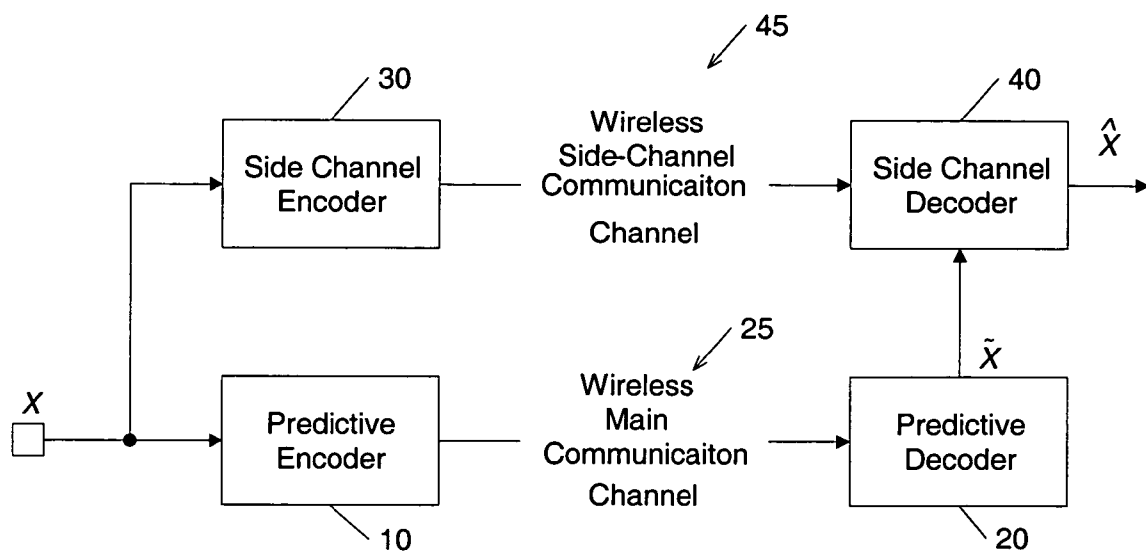 45
30
40
Side Channel
Encoder
Wireless
Side-Channel
Communicaiton
Channel
Side Channel
Decoder
X̂
25
X̃
X
Predictive
Encoder
Wireless
Main
Communicaiton
Channel
Predictive
Decoder
10
20